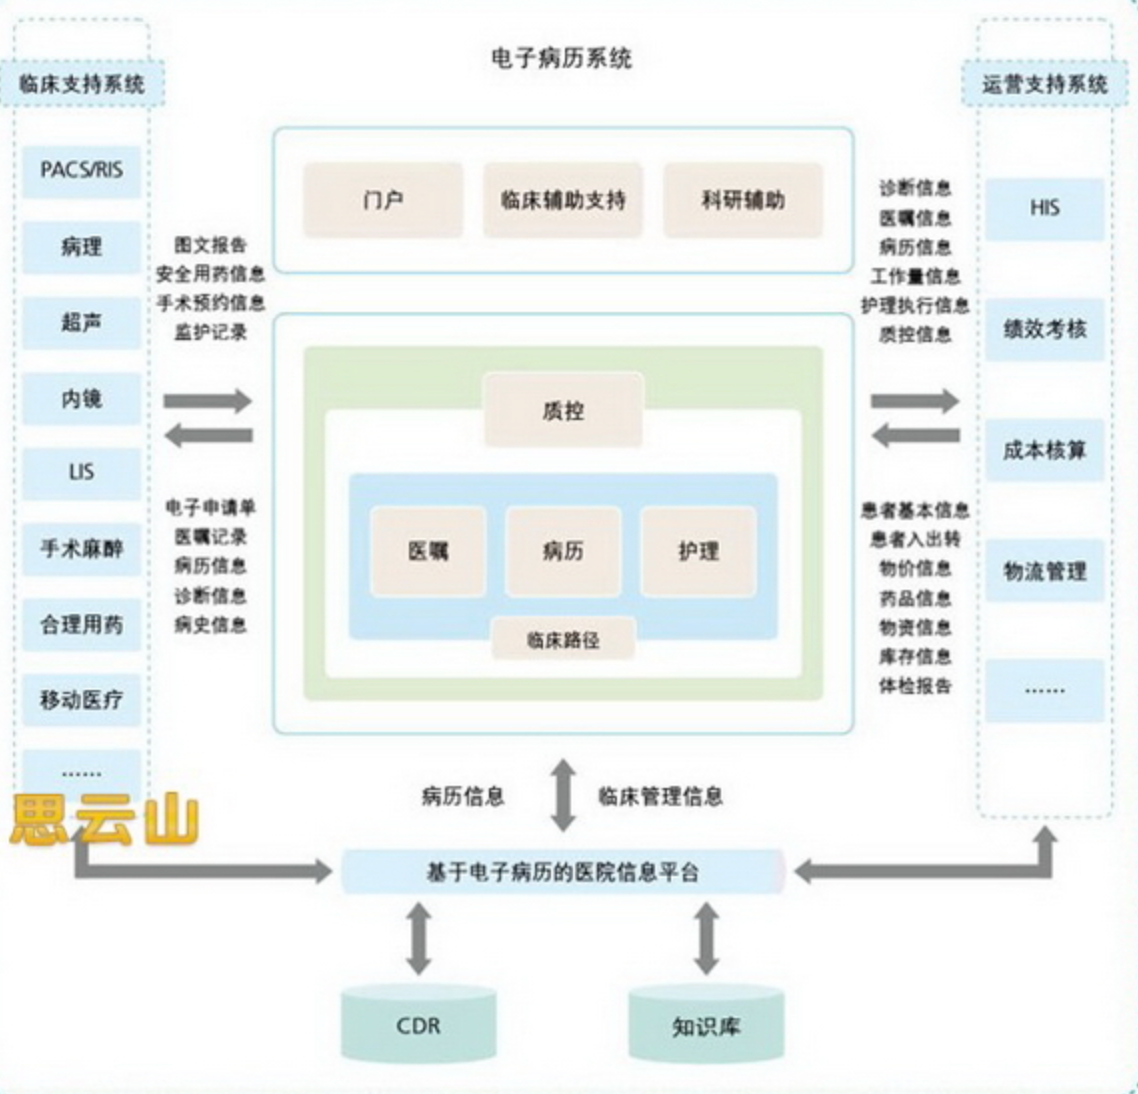 电子病历系统
临床支持系统
PACS/RIS
病理
超声
内镜
LIS
手术麻醉
合理用药
移动医疗
……
思云山
图文报告
安全用药信息
手术预约信息
监护记录
电子申请单
医嘱记录
病历信息
诊断信息
病史信息
门户
临床辅助支持
科研辅助
质控
医嘱
病历
护理
临床路径
诊断信息
医嘱信息
病历信息
工作量信息
护理执行信息
质控信息
患者基本信息
患者入出转
物价信息
药品信息
物资信息
库存信息
体检报告
运营支持系统
HIS
绩效考核
成本核算
物流管理
……
病历信息
临床管理信息
基于电子病历的医院信息平台
CDR
知识库